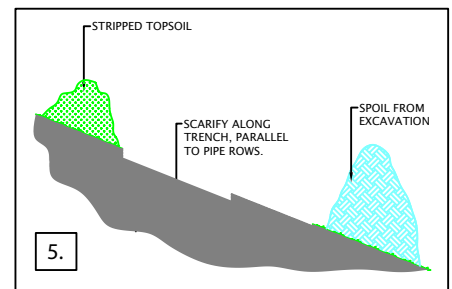 STRIPPED TOPSOIL
SCARIFY ALONG
TRENCH, PARALLEL
TO PIPE ROWS.
SPOIL FROM
EXCAVATION
5.